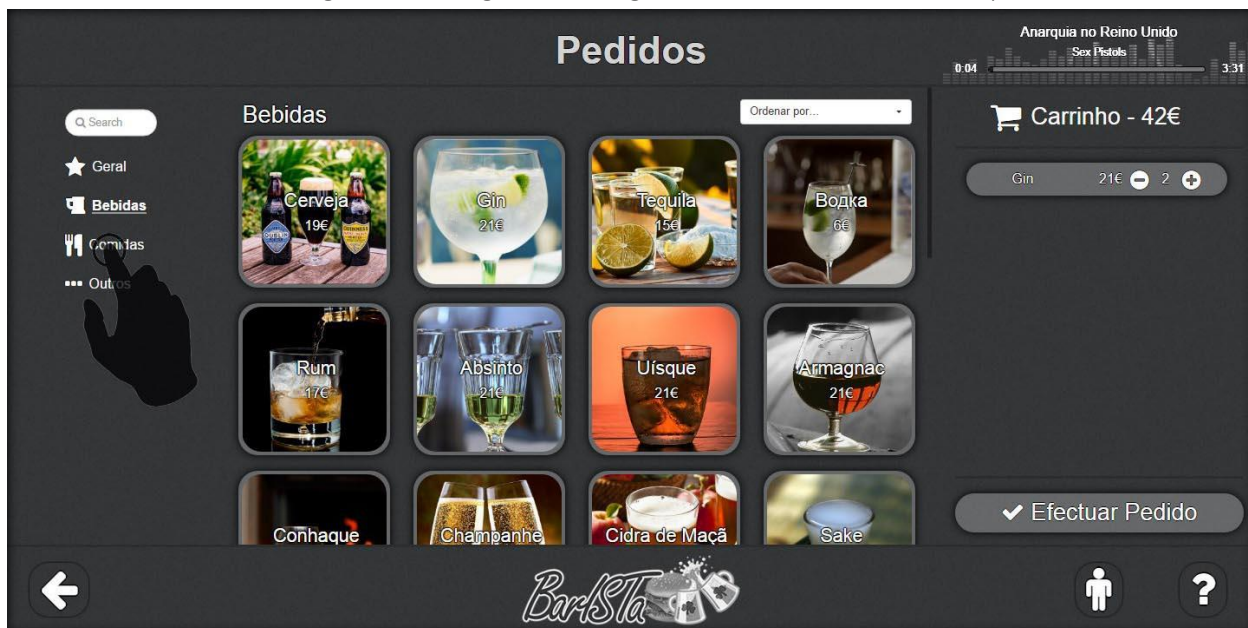 Pedidos
Anarquia no Reino Unido
Sex Pistols
0:04
3:31
Search
Geral
Bebidas
Comidas
Outros
Bebidas
Ordenar por...
Cerveja
19€
Gin
21€
Tequila
15€
Водка
6€
Rum
17€
Absinto
21€
Uísque
21€
Armagnac
21€
Conhaque
Champanhe
Cidra de Maçã
Sake
Carrinho - 42€
Gin 21€ 2
Efectuar Pedido
BarISTa
?